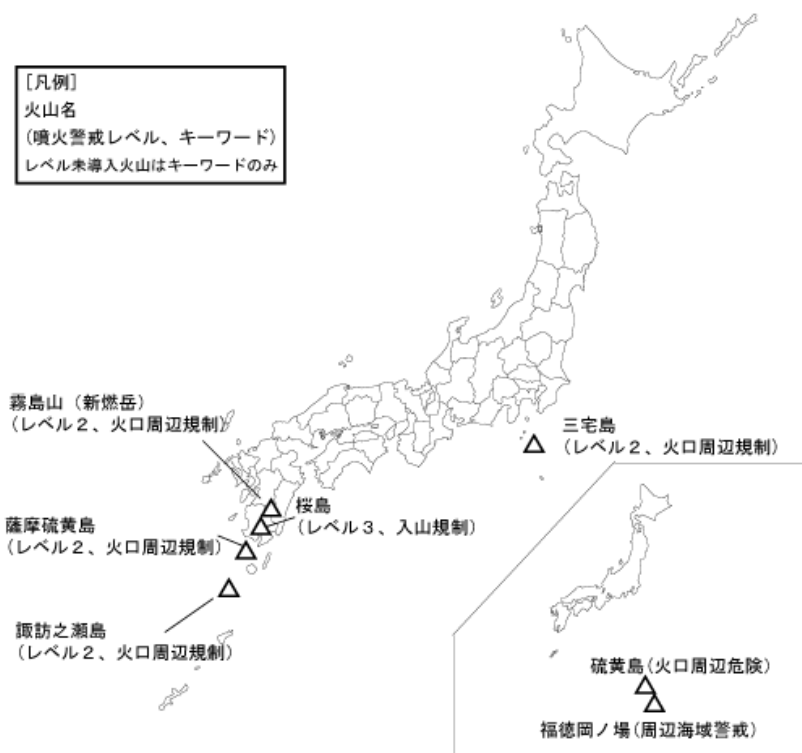 [凡例]
火山名
(噴火警戒レベル、キーワード)
レベル未導入火山はキーワードのみ
霧島山（新燃岳）
(レベル２、火口周辺規制)
三宅島
(レベル２、火口周辺規制)
桜島
(レベル３、入山規制)
薩摩硫黄島
(レベル２、火口周辺規制)
諏訪之瀬島
(レベル２、火口周辺規制)
硫黄島(火口周辺危険)
福徳岡ノ場(周辺海域警戒)